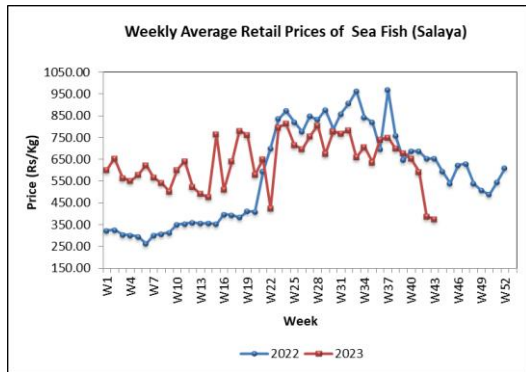 Weekly Average Retail Prices of Sea Fish (Salaya)
1050.00
950.00
850.00
750.00
650.00
550.00
450.00
350.00
250.00
150.00
Price (Rs/Kg)
W1 W4 W7 W10 W13 W16 W19 W22 W25 W28 W31 W34 W37 W40 W43 W46 W49 W52
Week
2022 2023